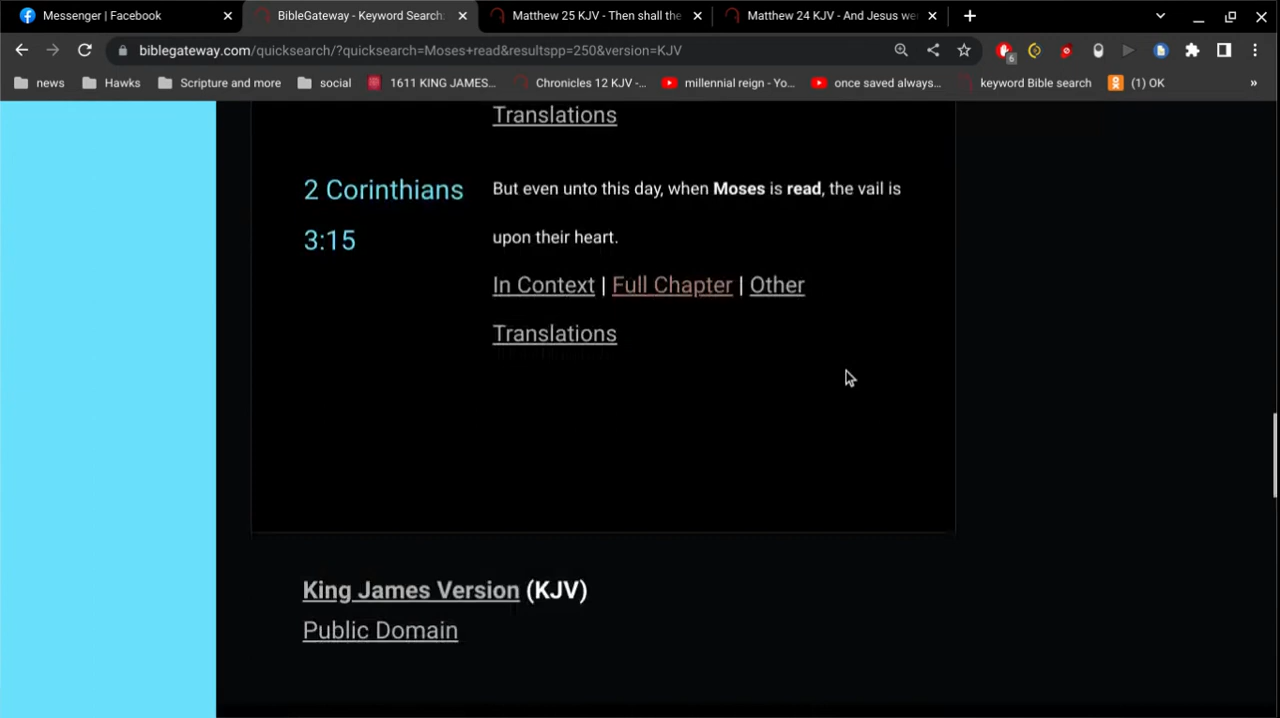 Messenger | Facebook
BibleGateway - Keyword Search:
Matthew 25 KJV - Then shall the
Matthew 24 KJV - And Jesus we
biblegateway.com/quicksearch/?quicksearch=Moses+read&resultspp=250&version=KJV
6
news
Hawks
Scripture and more
social
1611 KING JAMES...
Chronicles 12 KJV -...
millennial reign - Yo...
once saved always...
keyword Bible search
(1) OK
»
Translations
2 Corinthians
3:15
But even unto this day, when Moses is read, the vail is
upon their heart.
In Context | Full Chapter | Other
Translations
King James Version (KJV)
Public Domain